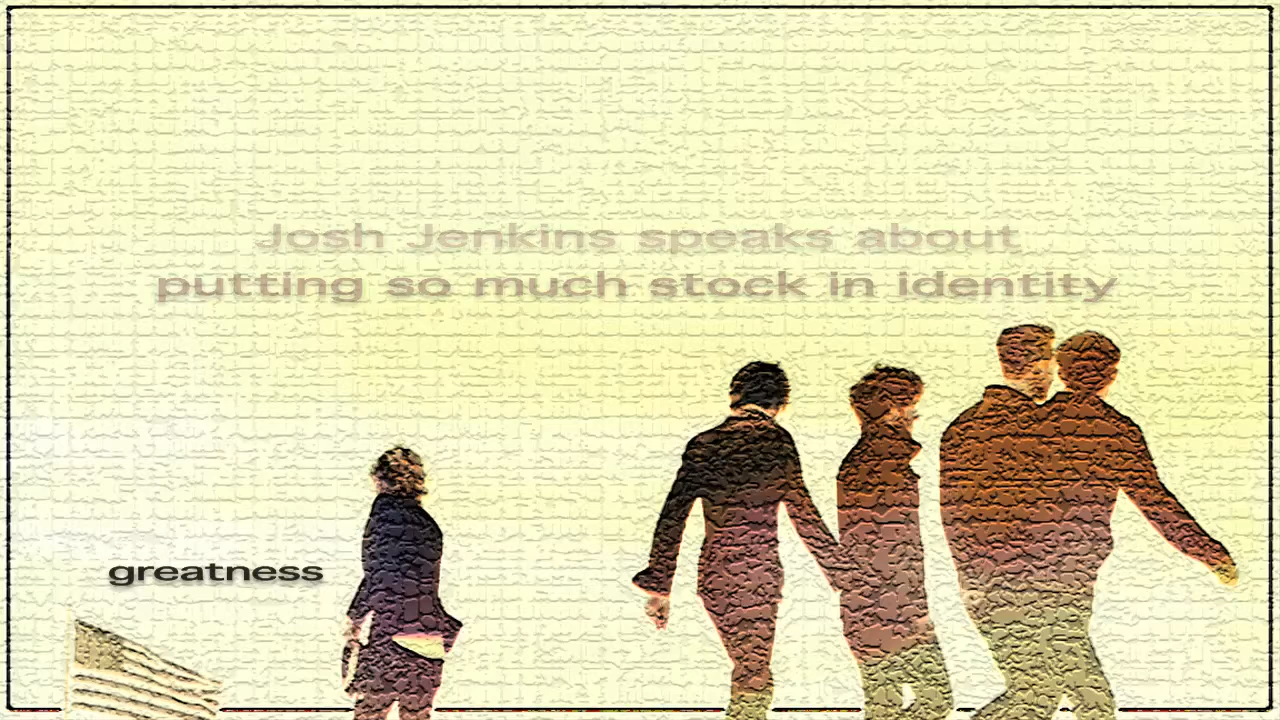 Josh Jenkins speaks about
putting so much stock in identity
greatness